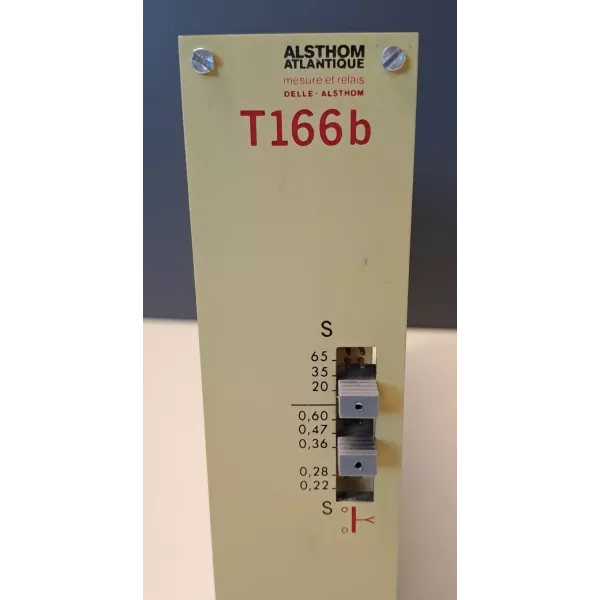 ALSTHOM
ATLANTIQUE
mesure et relais
DELLE - ALSTHOM
T166b
S
65
35
20
0,60
0,47
0,36
0,28
0,22
S